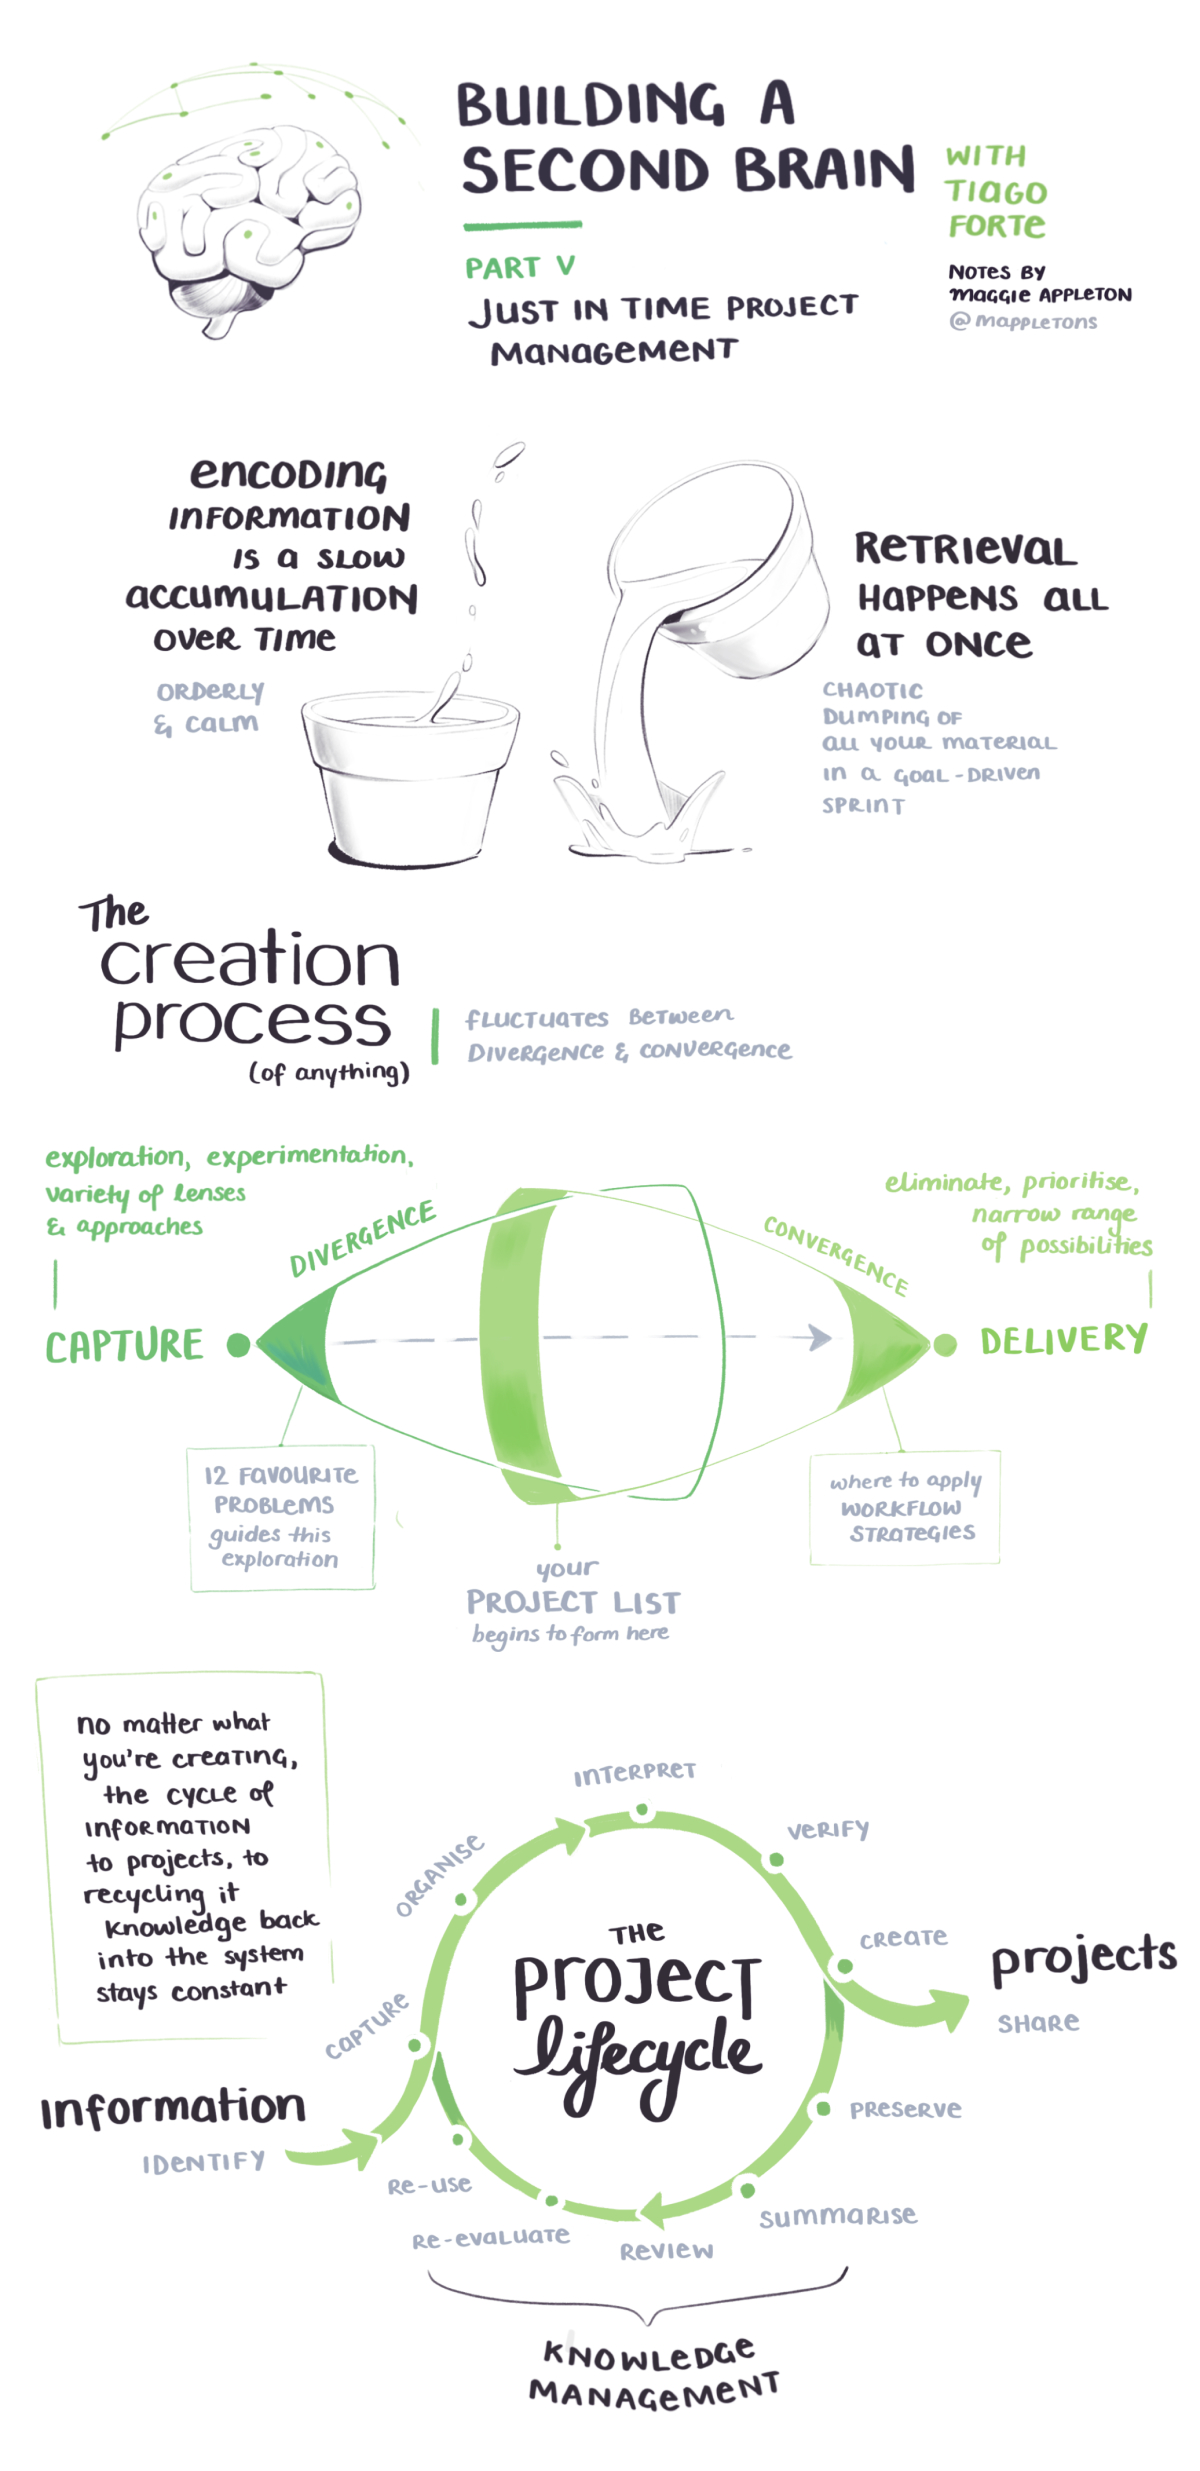 BUILDING A
SECOND BRAIN
WITH
TIAGO
FORTE
PART V
JUST IN TIME PROJECT
MANAGEMENT
NOTES BY
MAGGIE APPLETON
@MAPPLETONS
encoding
INFORMATION
IS A SLOW
ACCUMULATION
OVER TIME
ORDERLY
& CALM
RETRIEVAL
HAPPENS ALL
AT ONCE
CHAOTIC
DUMPING OF
ALL YOUR MATERIAL
IN A GOAL-DRIVEN
SPRINT
The
creation
process
(of anything)
FLUCTUATES BETWEEN
DIVERGENCE & CONVERGENCE
exploration, experimentation,
variety of lenses
& approaches
DIVERGENCE
CONVERGENCE
eliminate, prioritise,
narrow range
of possibilities
CAPTURE
DELIVERY
12 FAVOURITE
PROBLEMS
guides this
exploration
your
PROJECT LIST
begins to form here
where to apply
WORKFLOW
STRATEGIES
no matter what
you're creating,
the cycle of
information
to projects, to
recycling it
knowledge back
into the system
stays constant
INTERPRET
VERIFY
ORGANISE
CREATE
CAPTURE
THE
PROJECT
lifecycle
projects
SHARE
Information
IDENTIFY
PRESERVE
RE-USE
SUMMARISE
RE-EVALUATE
REVIEW
KNOWLEDGE
MANAGEMENT